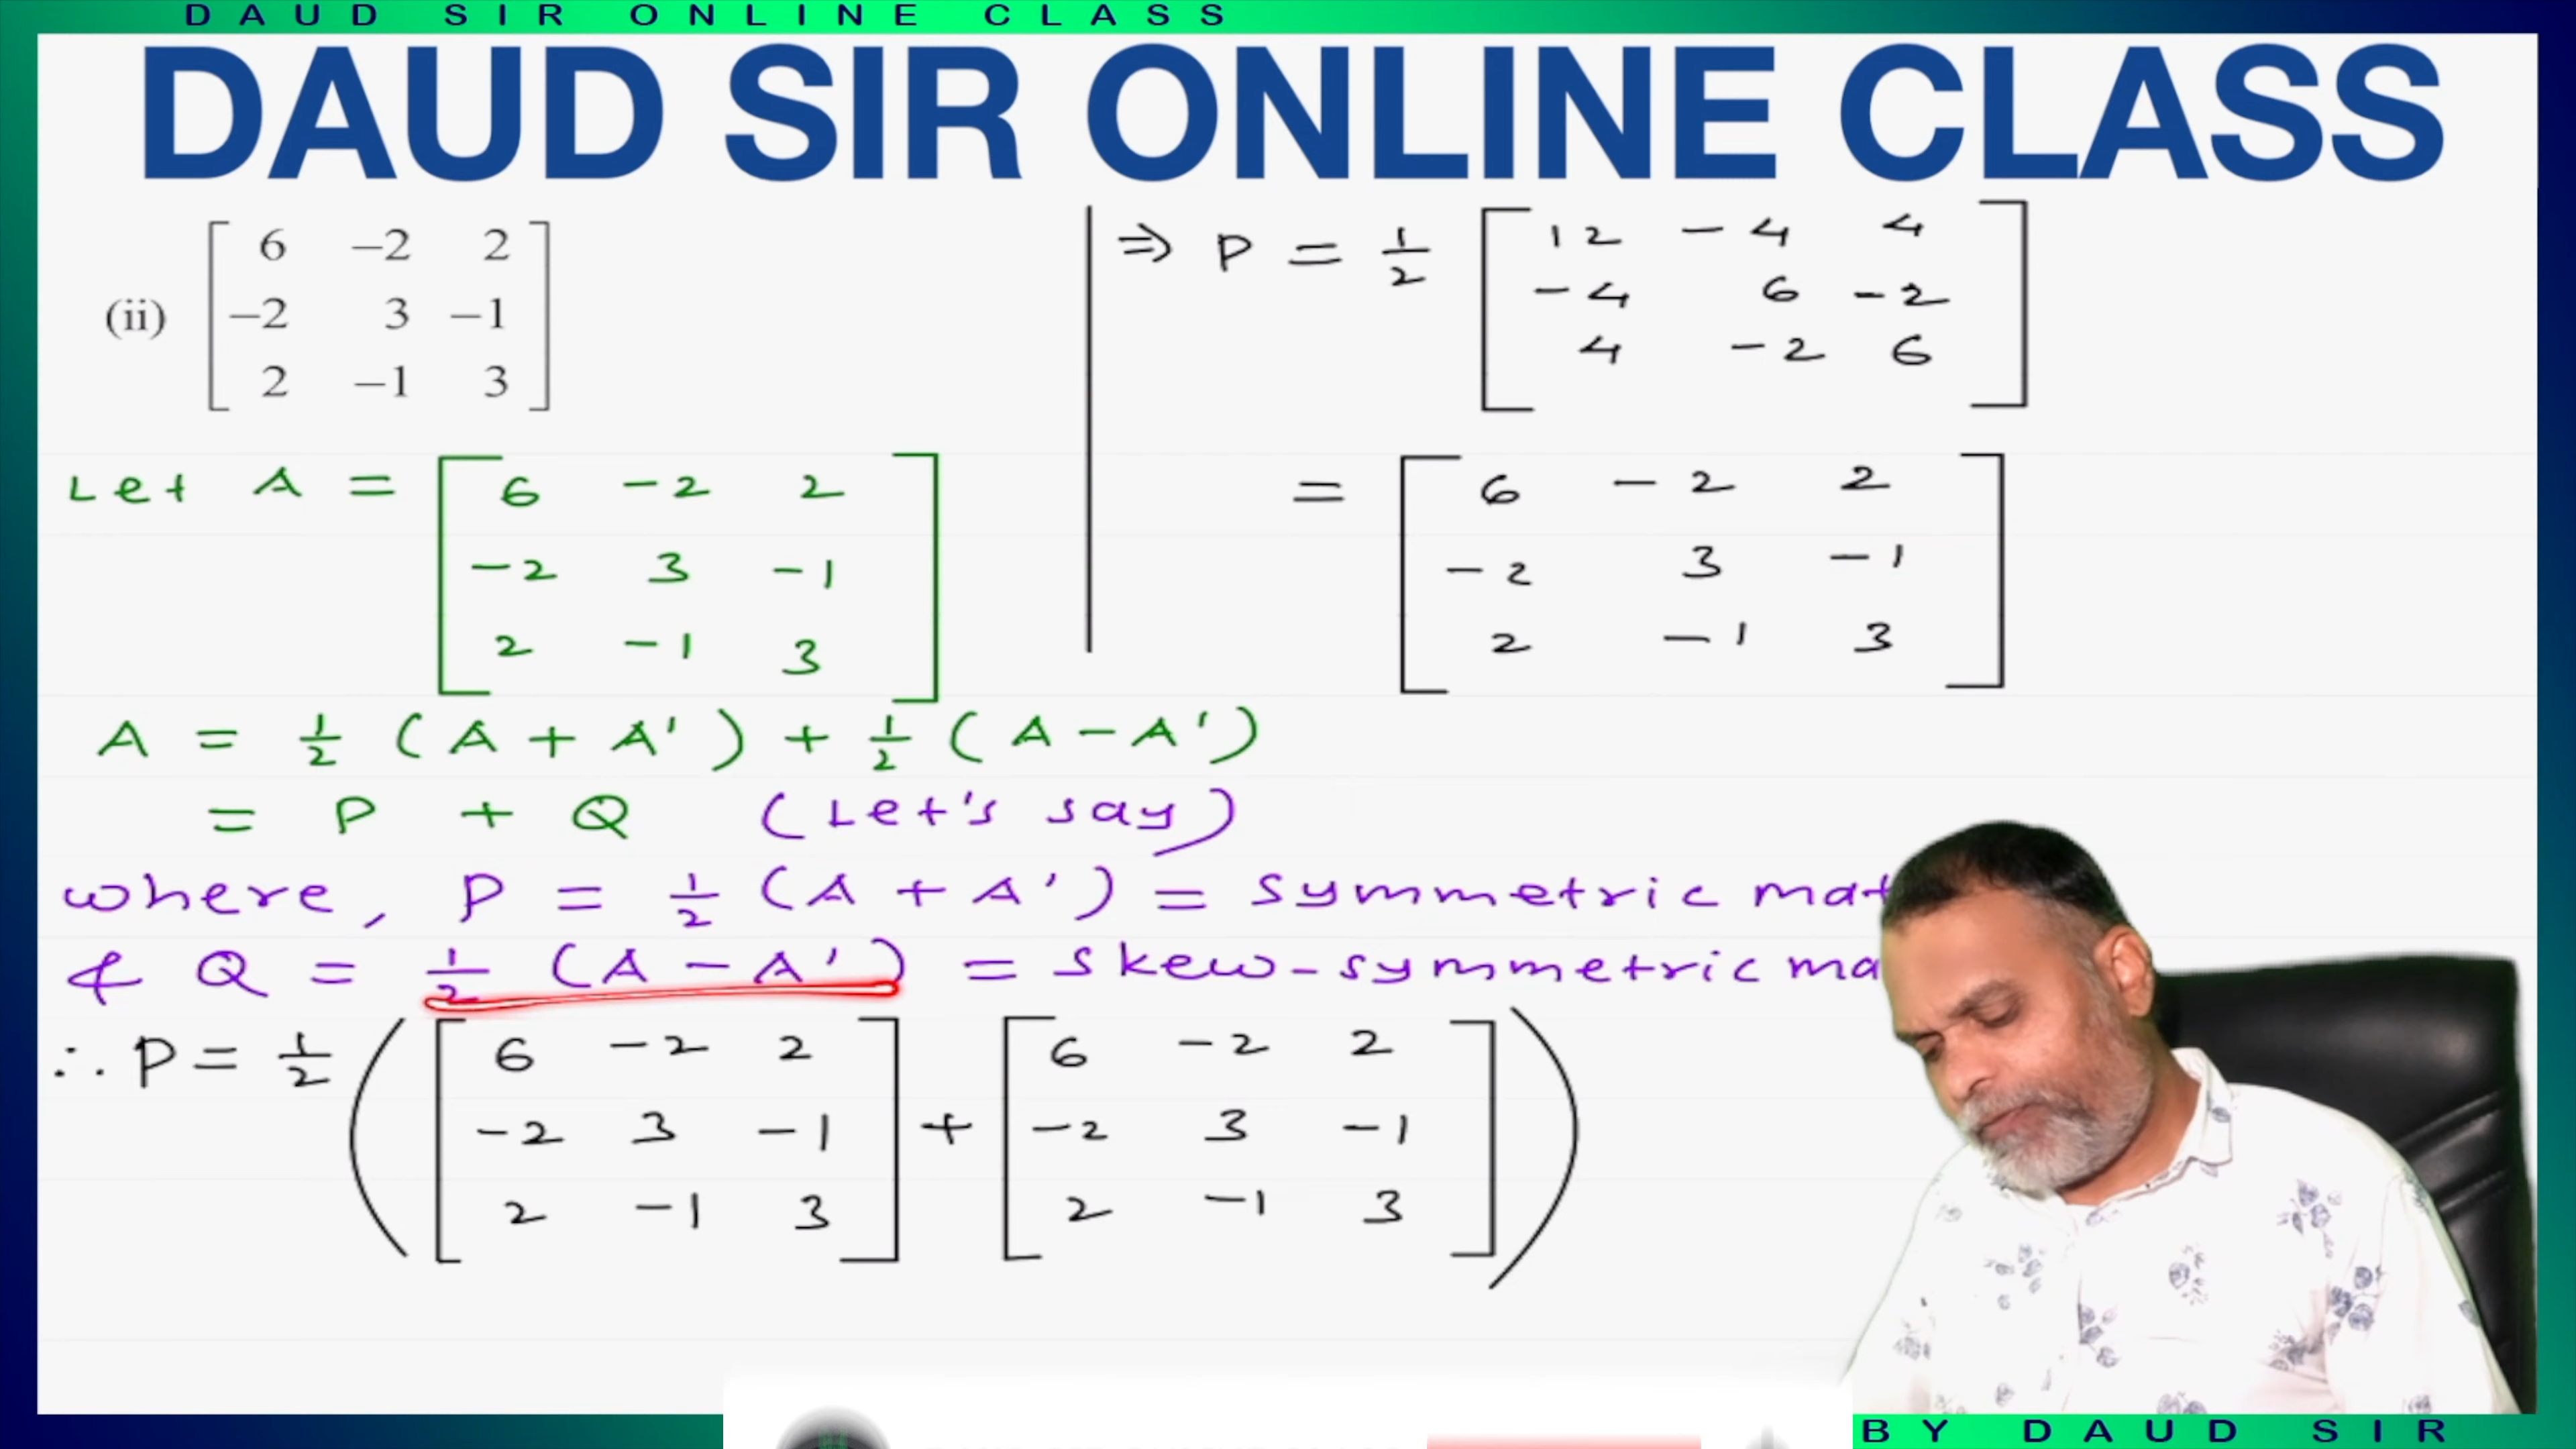 DAUD SIR ONLINE CLASS
DAUD SIR ONLINE CLASS
(ii) [ 6 −2 2
−2 3 −1
2 −1 3 ]
Let A = [ 6 -2 2
-2 3 -1
2 -1 3 ]
A = 1/2 (A + A') + 1/2 (A - A')
= P + Q (Let's say)
where, P = 1/2 (A + A') = symmetric
& Q = 1/2 (A - A') = skew-symmetric
∴ P = 1/2 ( [ 6 -2 2 ] + [ 6 -2 2 ] )
-2 3 -1 -2 3 -1
2 -1 3 2 -1 3
⇒ P = 1/2 [ 12 -4 4
-4 6 -2
4 -2 6 ]
= [ 6 -2 2
-2 3 -1
2 -1 3 ]
BY DAUD SIR